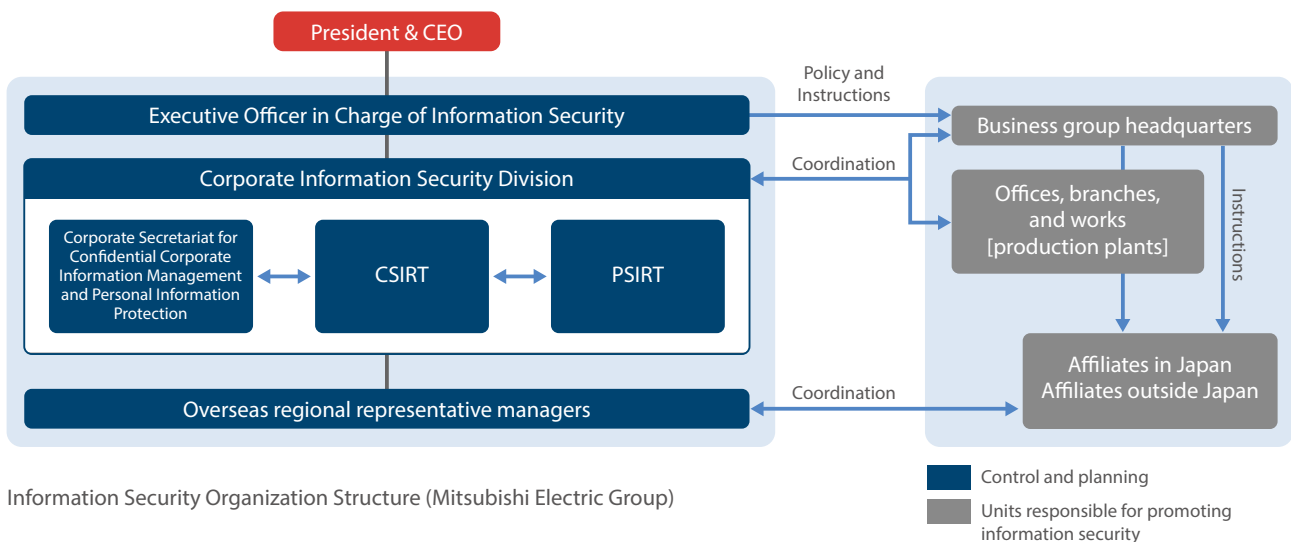 President & CEO
Executive Officer in Charge of Information Security
Corporate Information Security Division
Corporate Secretariat for
Confidential Corporate
Information Management
and Personal Information
Protection
CSIRT
PSIRT
Overseas regional representative managers
Policy and
Instructions
Coordination
Coordination
Business group headquarters
Offices, branches,
and works
[production plants]
Instructions
Affiliates in Japan
Affiliates outside Japan
Information Security Organization Structure (Mitsubishi Electric Group)
Control and planning
Units responsible for promoting
information security